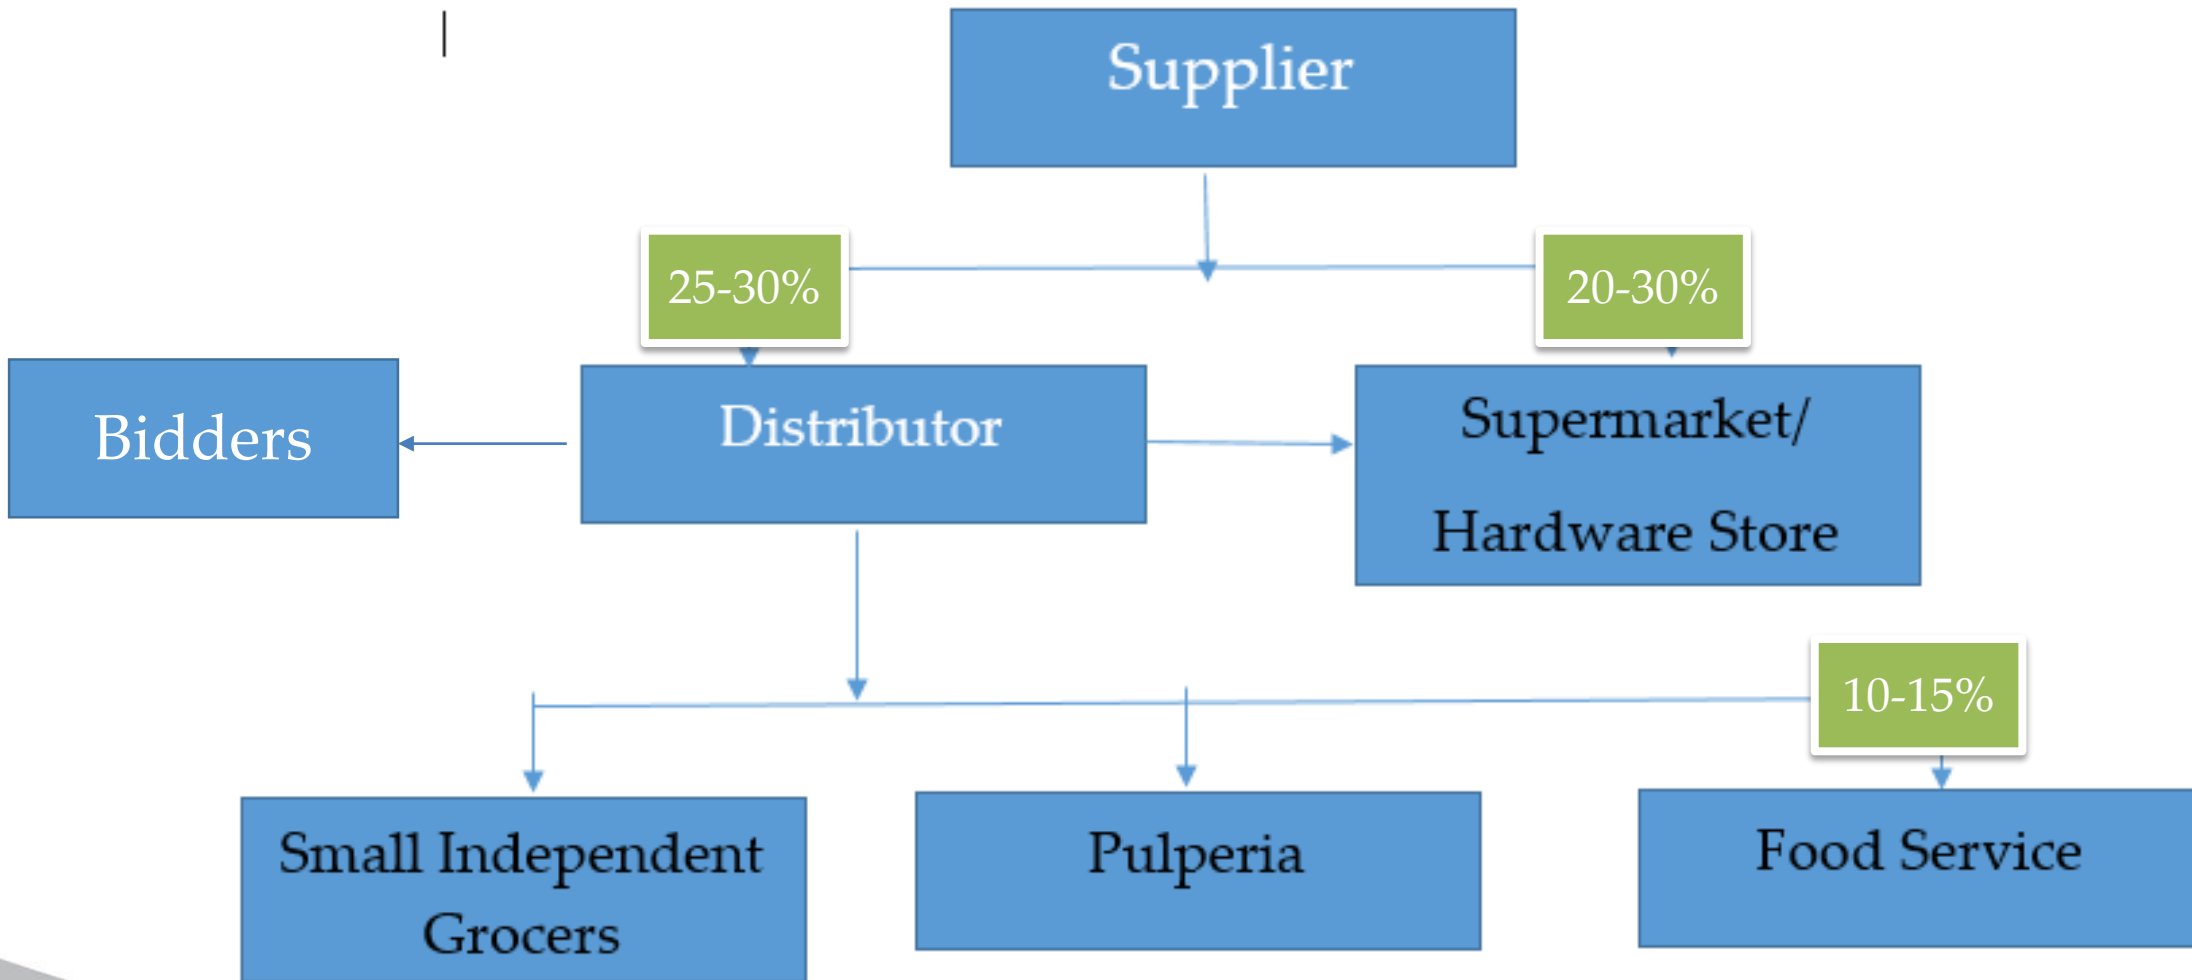 Supplier
25-30%
20-30%
Bidders
Distributor
Supermarket/
Hardware Store
10-15%
Small Independent
Grocers
Pulperia
Food Service